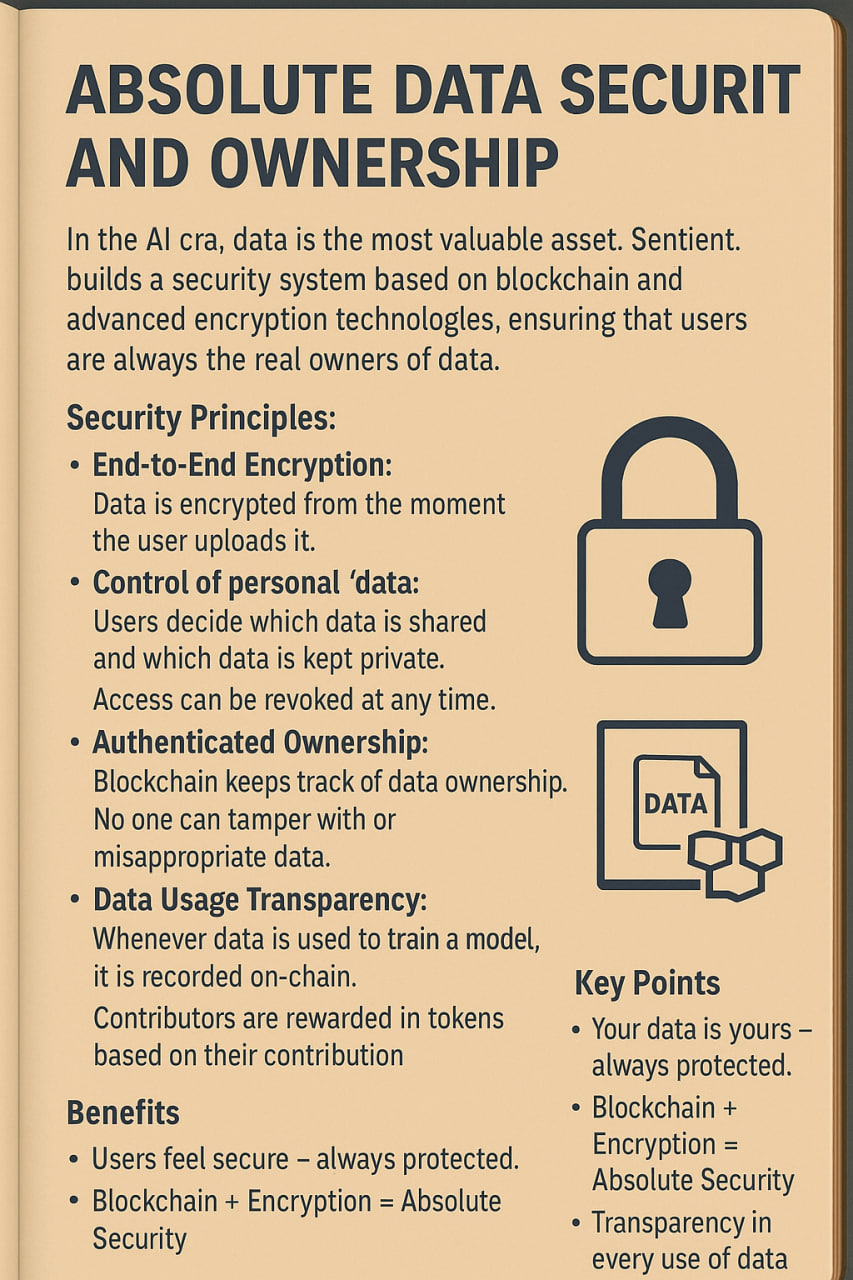 ABSOLUTE DATA SECURIT
AND OWNERSHIP
In the AI cra, data is the most valuable asset. Sentient.
builds a security system based on blockchain and
advanced encryption technologles, ensuring that users
are always the real owners of data.
Security Principles:
• End-to-End Encryption:
Data is encrypted from the moment
the user uploads it.
• Control of personal ‘data:
Users decide which data is shared
and which data is kept private.
Access can be revoked at any time.
• Authenticated Ownership:
Blockchain keeps track of data ownership.
No one can tamper with or
misappropriate data.
• Data Usage Transparency:
Whenever data is used to train a model,
it is recorded on-chain.
Contributors are rewarded in tokens
based on their contribution
Benefits
• Users feel secure – always protected.
• Blockchain + Encryption = Absolute
Security
DATA
Key Points
• Your data is yours –
always protected.
• Blockchain +
Encryption =
Absolute Security
• Transparency in
every use of data